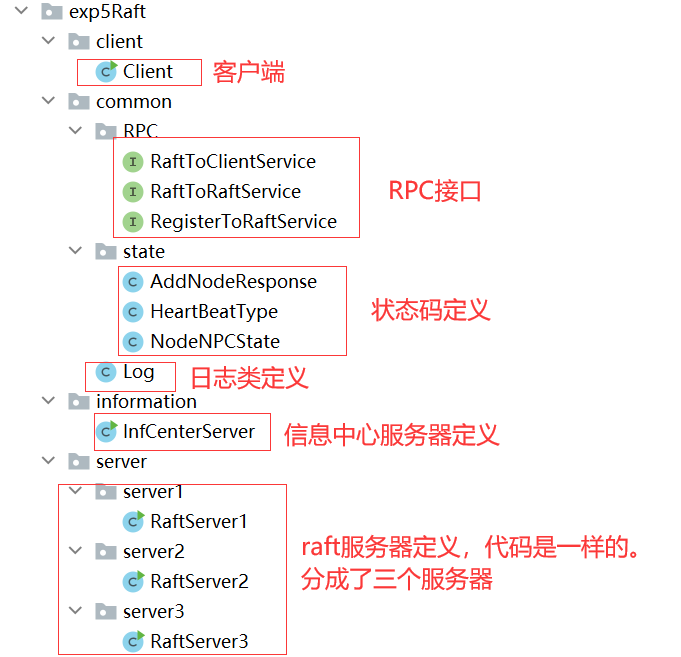 exp5Raft
client
Client 客户端
common
RPC
RaftToClientService
RaftToRaftService RPC接口
RegisterToRaftService
state
AddNodeResponse
HeartBeatType 状态码定义
NodeNPCState
Log 日志类定义
information
InfCenterServer 信息中心服务器定义
server
server1
RaftServer1
server2 raft服务器定义，代码是一样的。
RaftServer2 分成了三个服务器
server3
RaftServer3